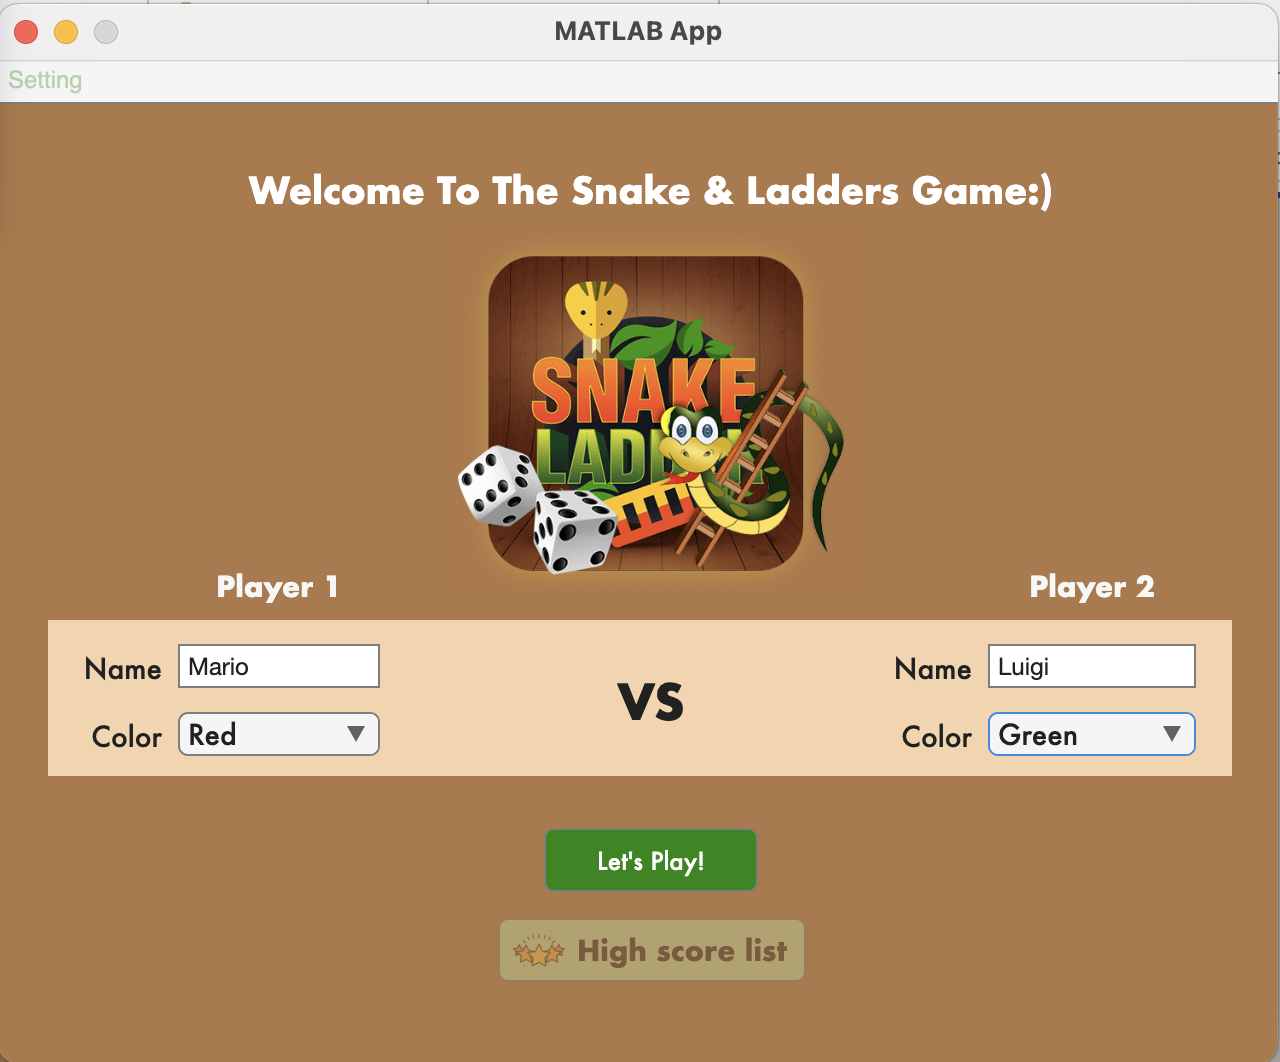 MATLAB App
Setting
Welcome To The Snake & Ladders Game:)
SNAKE
LADD
Player 1
Player 2
Name Mario
Name Luigi
VS
Color Red
Color Green
Let's Play!
High score list